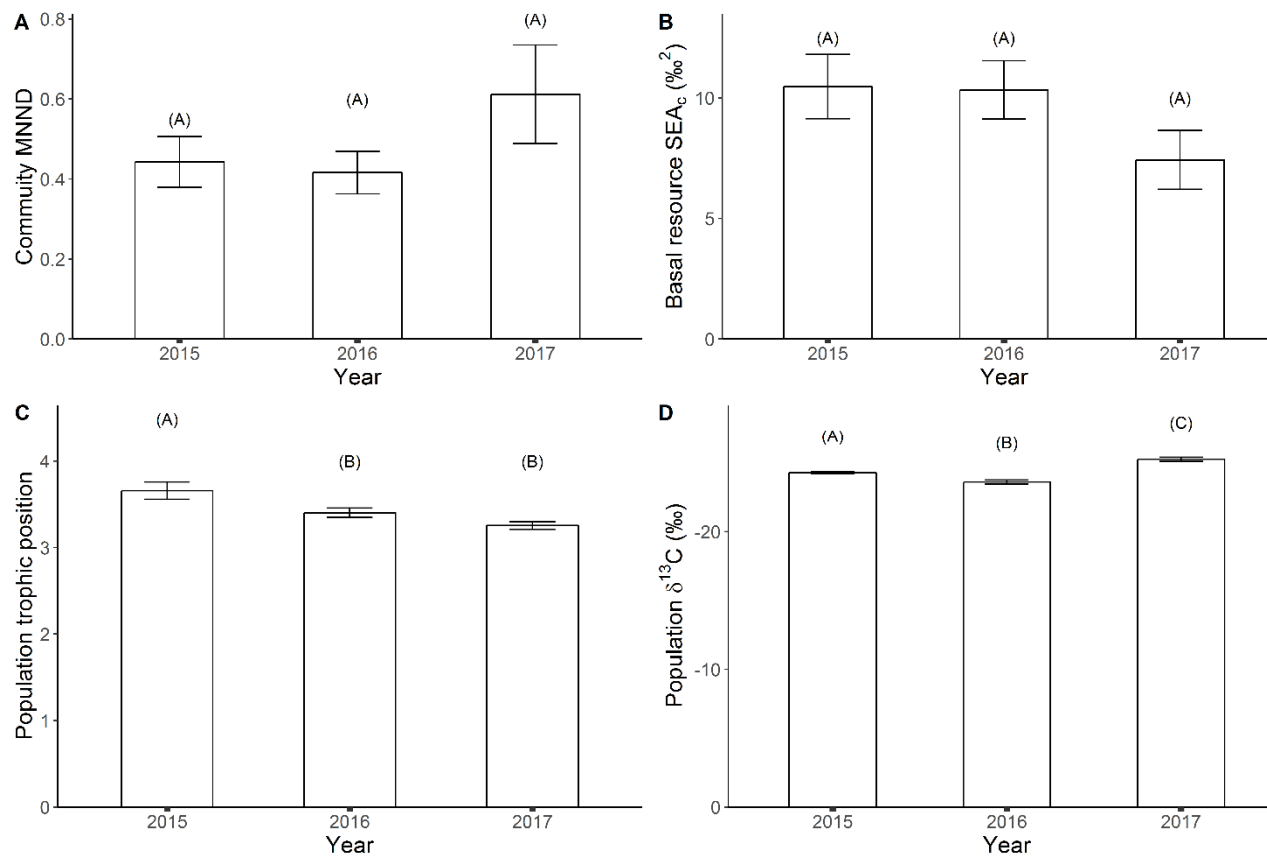 A
Commuity MNND
0.8
0.6
0.4
0.2
0.0
(A)
(A)
(A)
2015
2016
2017
Year
B
Basal resource SEAc (‰²)
10
5
0
(A)
(A)
(A)
2015
2016
2017
Year
C
Population trophic position
4
3
2
1
0
(A)
(B)
(B)
2015
2016
2017
Year
D
Population δ¹³C (‰)
-20
-10
0
(A)
(B)
(C)
2015
2016
2017
Year